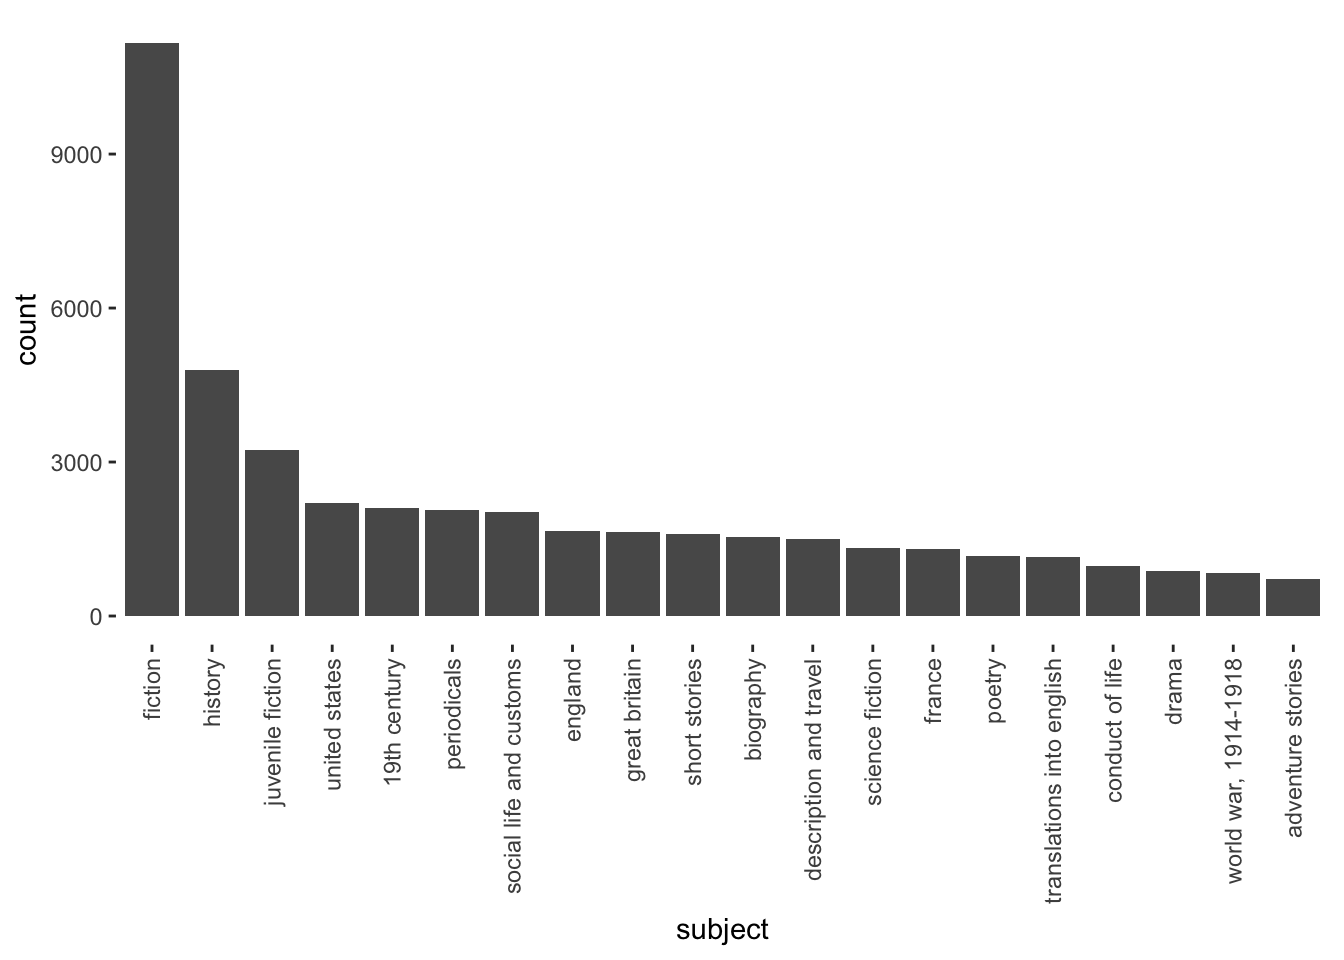 count
9000
6000
3000
0
fiction
history
juvenile fiction
united states
19th century
periodicals
social life and customs
england
great britain
short stories
biography
description and travel
science fiction
france
poetry
translations into english
conduct of life
drama
world war, 1914-1918
adventure stories
subject